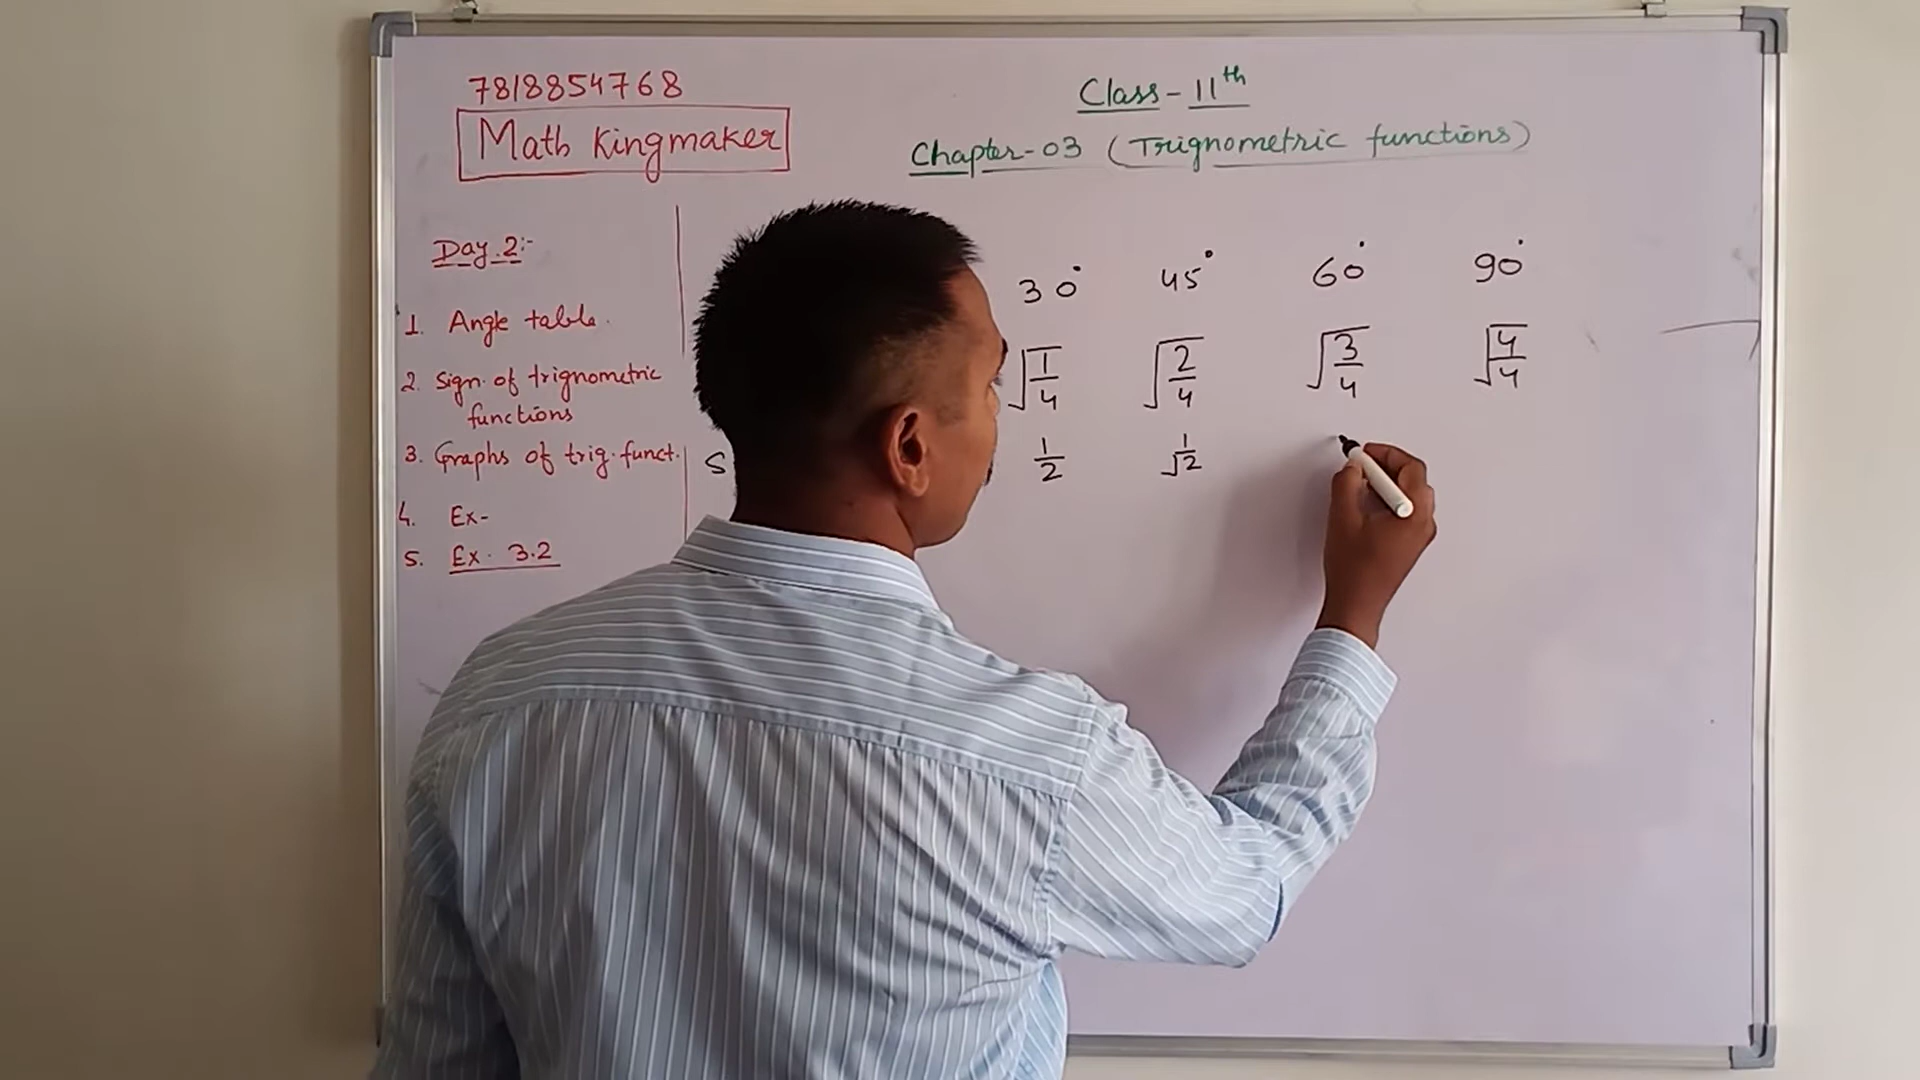 7818854768
Math Kingmaker
Class-11th
Chapter-03 (Trignometric functions)
Day.2:-
1. Angle table.
2. Sign. of trignometric
functions
3. Graphs of trig. funct.
4. Ex-
5. Ex. 3.2
30° 45° 60° 90°
√1/4 √2/4 √3/4 √4/4
S 1/2 1/√2